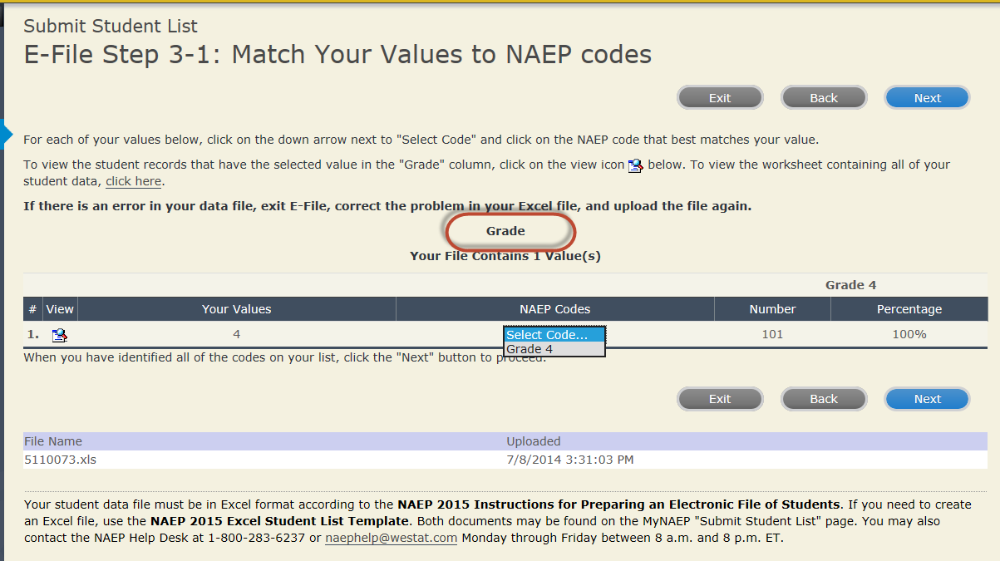 Submit Student List
E-File Step 3-1: Match Your Values to NAEP codes
Exit Back Next
For each of your values below, click on the down arrow next to "Select Code" and click on the NAEP code that best matches your value.
To view the student records that have the selected value in the "Grade" column, click on the view icon below. To view the worksheet containing all of your
student data, click here.
If there is an error in your data file, exit E-File, correct the problem in your Excel file, and upload the file again.
Grade
Your File Contains 1 Value(s)
Grade 4
# View Your Values NAEP Codes Number Percentage
1. 4 Select Code... 101 100%
Grade 4
When you have identified all of the codes on your list, click the "Next" button to proceed.
Exit Back Next
File Name Uploaded
5110073.xls 7/8/2014 3:31:03 PM
Your student data file must be in Excel format according to the NAEP 2015 Instructions for Preparing an Electronic File of Students. If you need to create
an Excel file, use the NAEP 2015 Excel Student List Template. Both documents may be found on the MyNAEP "Submit Student List" page. You may also
contact the NAEP Help Desk at 1-800-283-6237 or naephelp@westat.com Monday through Friday between 8 a.m. and 8 p.m. ET.